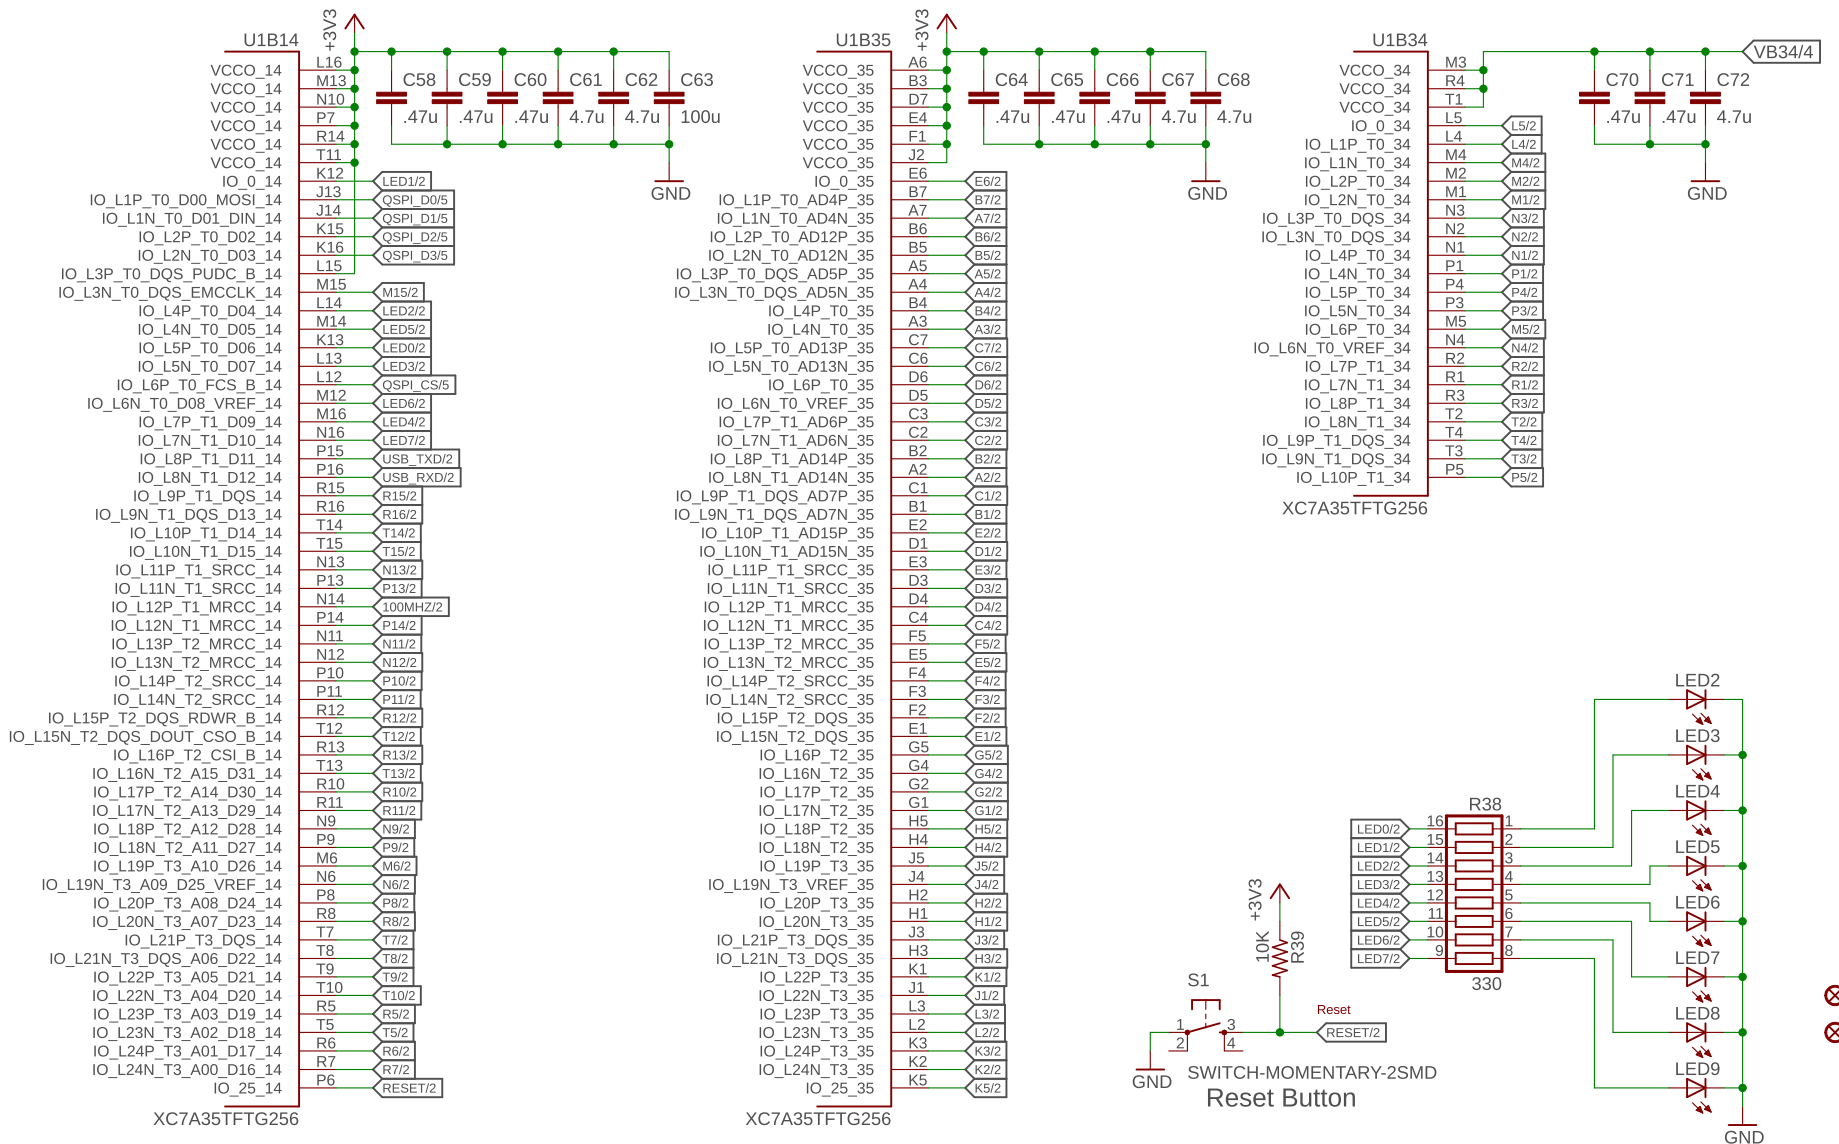 U1B14
+3V3
VCCO_14 L16
VCCO_14 M13
VCCO_14 N10
VCCO_14 P7
VCCO_14 R14
VCCO_14 T11
IO_0_14 K12 LED1/2
IO_L1P_T0_D00_MOSI_14 J13 QSPI_D0/5
IO_L1N_T0_D01_DIN_14 J14 QSPI_D1/5
IO_L2P_T0_D02_14 K15 QSPI_D2/5
IO_L2N_T0_D03_14 K16 QSPI_D3/5
IO_L3P_T0_DQS_PUDC_B_14 L15
IO_L3N_T0_DQS_EMCCLK_14 M15 M15/2
IO_L4P_T0_D04_14 L14 LED2/2
IO_L4N_T0_D05_14 M14 LED5/2
IO_L5P_T0_D06_14 K13 LED0/2
IO_L5N_T0_D07_14 L13 LED3/2
IO_L6P_T0_FCS_B_14 L12 QSPI_CS/5
IO_L6N_T0_D08_VREF_14 M12 LED6/2
IO_L7P_T1_D09_14 M16 LED4/2
IO_L7N_T1_D10_14 N16 LED7/2
IO_L8P_T1_D11_14 P15 USB_TXD/2
IO_L8N_T1_D12_14 P16 USB_RXD/2
IO_L9P_T1_DQS_14 R15 R15/2
IO_L9N_T1_DQS_D13_14 R16 R16/2
IO_L10P_T1_D14_14 T14 T14/2
IO_L10N_T1_D15_14 T15 T15/2
IO_L11P_T1_SRCC_14 N13 N13/2
IO_L11N_T1_SRCC_14 P13 P13/2
IO_L12P_T1_MRCC_14 N14 100MHZ/2
IO_L12N_T1_MRCC_14 P14 P14/2
IO_L13P_T2_MRCC_14 N11 N11/2
IO_L13N_T2_MRCC_14 N12 N12/2
IO_L14P_T2_SRCC_14 P10 P10/2
IO_L14N_T2_SRCC_14 P11 P11/2
IO_L15P_T2_DQS_RDWR_B_14 R12 R12/2
IO_L15N_T2_DQS_DOUT_CSO_B_14 T12 T12/2
IO_L16P_T2_CSI_B_14 R13 R13/2
IO_L16N_T2_A15_D31_14 T13 T13/2
IO_L17P_T2_A14_D30_14 R10 R10/2
IO_L17N_T2_A13_D29_14 R11 R11/2
IO_L18P_T2_A12_D28_14 N9 N9/2
IO_L18N_T2_A11_D27_14 P9 P9/2
IO_L19P_T3_A10_D26_14 M6 M6/2
IO_L19N_T3_A09_D25_VREF_14 N6 N6/2
IO_L20P_T3_A08_D24_14 P8 P8/2
IO_L20N_T3_A07_D23_14 R8 R8/2
IO_L21P_T3_DQS_14 T7 T7/2
IO_L21N_T3_DQS_A06_D22_14 T8 T8/2
IO_L22P_T3_A05_D21_14 T9 T9/2
IO_L22N_T3_A04_D20_14 T10 T10/2
IO_L23P_T3_A03_D19_14 R5 R5/2
IO_L23N_T3_A02_D18_14 T5 T5/2
IO_L24P_T3_A01_D17_14 R6 R6/2
IO_L24N_T3_A00_D16_14 R7 R7/2
IO_25_14 P6 RESET/2
XC7A35TFTG256
C58 C59 C60 C61 C62 C63
.47u .47u .47u 4.7u 4.7u 100u
GND
U1B35
+3V3
VCCO_35 A6
VCCO_35 B3
VCCO_35 D7
VCCO_35 E4
VCCO_35 F1
VCCO_35 J2
IO_0_35 E6 E6/2
IO_L1P_T0_AD4P_35 B7 B7/2
IO_L1N_T0_AD4N_35 A7 A7/2
IO_L2P_T0_AD12P_35 B6 B6/2
IO_L2N_T0_AD12N_35 B5 B5/2
IO_L3P_T0_DQS_AD5P_35 A5 A5/2
IO_L3N_T0_DQS_AD5N_35 A4 A4/2
IO_L4P_T0_35 B4 B4/2
IO_L4N_T0_35 A3 A3/2
IO_L5P_T0_AD13P_35 C7 C7/2
IO_L5N_T0_AD13N_35 C6 C6/2
IO_L6P_T0_35 D6 D6/2
IO_L6N_T0_VREF_35 D5 D5/2
IO_L7P_T1_AD6P_35 C3 C3/2
IO_L7N_T1_AD6N_35 C2 C2/2
IO_L8P_T1_AD14P_35 B2 B2/2
IO_L8N_T1_AD14N_35 A2 A2/2
IO_L9P_T1_DQS_AD7P_35 C1 C1/2
IO_L9N_T1_DQS_AD7N_35 B1 B1/2
IO_L10P_T1_AD15P_35 E2 E2/2
IO_L10N_T1_AD15N_35 D1 D1/2
IO_L11P_T1_SRCC_35 E3 E3/2
IO_L11N_T1_SRCC_35 D3 D3/2
IO_L12P_T1_MRCC_35 D4 D4/2
IO_L12N_T1_MRCC_35 C4 C4/2
IO_L13P_T2_MRCC_35 F5 F5/2
IO_L13N_T2_MRCC_35 E5 E5/2
IO_L14P_T2_SRCC_35 F4 F4/2
IO_L14N_T2_SRCC_35 F3 F3/2
IO_L15P_T2_DQS_35 F2 F2/2
IO_L15N_T2_DQS_35 E1 E1/2
IO_L16P_T2_35 G5 G5/2
IO_L16N_T2_35 G4 G4/2
IO_L17P_T2_35 G2 G2/2
IO_L17N_T2_35 G1 G1/2
IO_L18P_T2_35 H5 H5/2
IO_L18N_T2_35 H4 H4/2
IO_L19P_T3_35 J5 J5/2
IO_L19N_T3_VREF_35 J4 J4/2
IO_L20P_T3_35 H2 H2/2
IO_L20N_T3_35 H1 H1/2
IO_L21P_T3_DQS_35 J3 J3/2
IO_L21N_T3_DQS_35 H3 H3/2
IO_L22P_T3_35 K1 K1/2
IO_L22N_T3_35 J1 J1/2
IO_L23P_T3_35 L3 L3/2
IO_L23N_T3_35 L2 L2/2
IO_L24P_T3_35 K3 K3/2
IO_L24N_T3_35 K2 K2/2
IO_25_35 K5 K5/2
XC7A35TFTG256
C64 C65 C66 C67 C68
.47u .47u .47u 4.7u 4.7u
GND
U1B34
VB34/4
VCCO_34 M3
VCCO_34 R4
VCCO_34 T1
IO_0_34 L5 L5/2
IO_L1P_T0_34 L4 L4/2
IO_L1N_T0_34 M4 M4/2
IO_L2P_T0_34 M2 M2/2
IO_L2N_T0_34 M1 M1/2
IO_L3P_T0_DQS_34 N3 N3/2
IO_L3N_T0_DQS_34 N2 N2/2
IO_L4P_T0_34 N1 N1/2
IO_L4N_T0_34 P1 P1/2
IO_L5P_T0_34 P4 P4/2
IO_L5N_T0_34 P3 P3/2
IO_L6P_T0_34 M5 M5/2
IO_L6N_T0_VREF_34 N4 N4/2
IO_L7P_T1_34 R2 R2/2
IO_L7N_T1_34 R1 R1/2
IO_L8P_T1_34 R3 R3/2
IO_L8N_T1_34 T2 T2/2
IO_L9P_T1_DQS_34 T4 T4/2
IO_L9N_T1_DQS_34 T3 T3/2
IO_L10P_T1_34 P5 P5/2
XC7A35TFTG256
C70 C71 C72
.47u .47u 4.7u
GND
LED2
LED3
LED4
LED5
LED6
LED7
LED8
LED9
GND
R38
LED0/2 16 1
LED1/2 15 2
LED2/2 14 3
LED3/2 13 4
LED4/2 12 5
LED5/2 11 6
LED6/2 10 7
LED7/2 9 8
330
+3V3
10K R39
S1
1 3
2 4
Reset
RESET/2
GND
SWITCH-MOMENTARY-2SMD
Reset Button